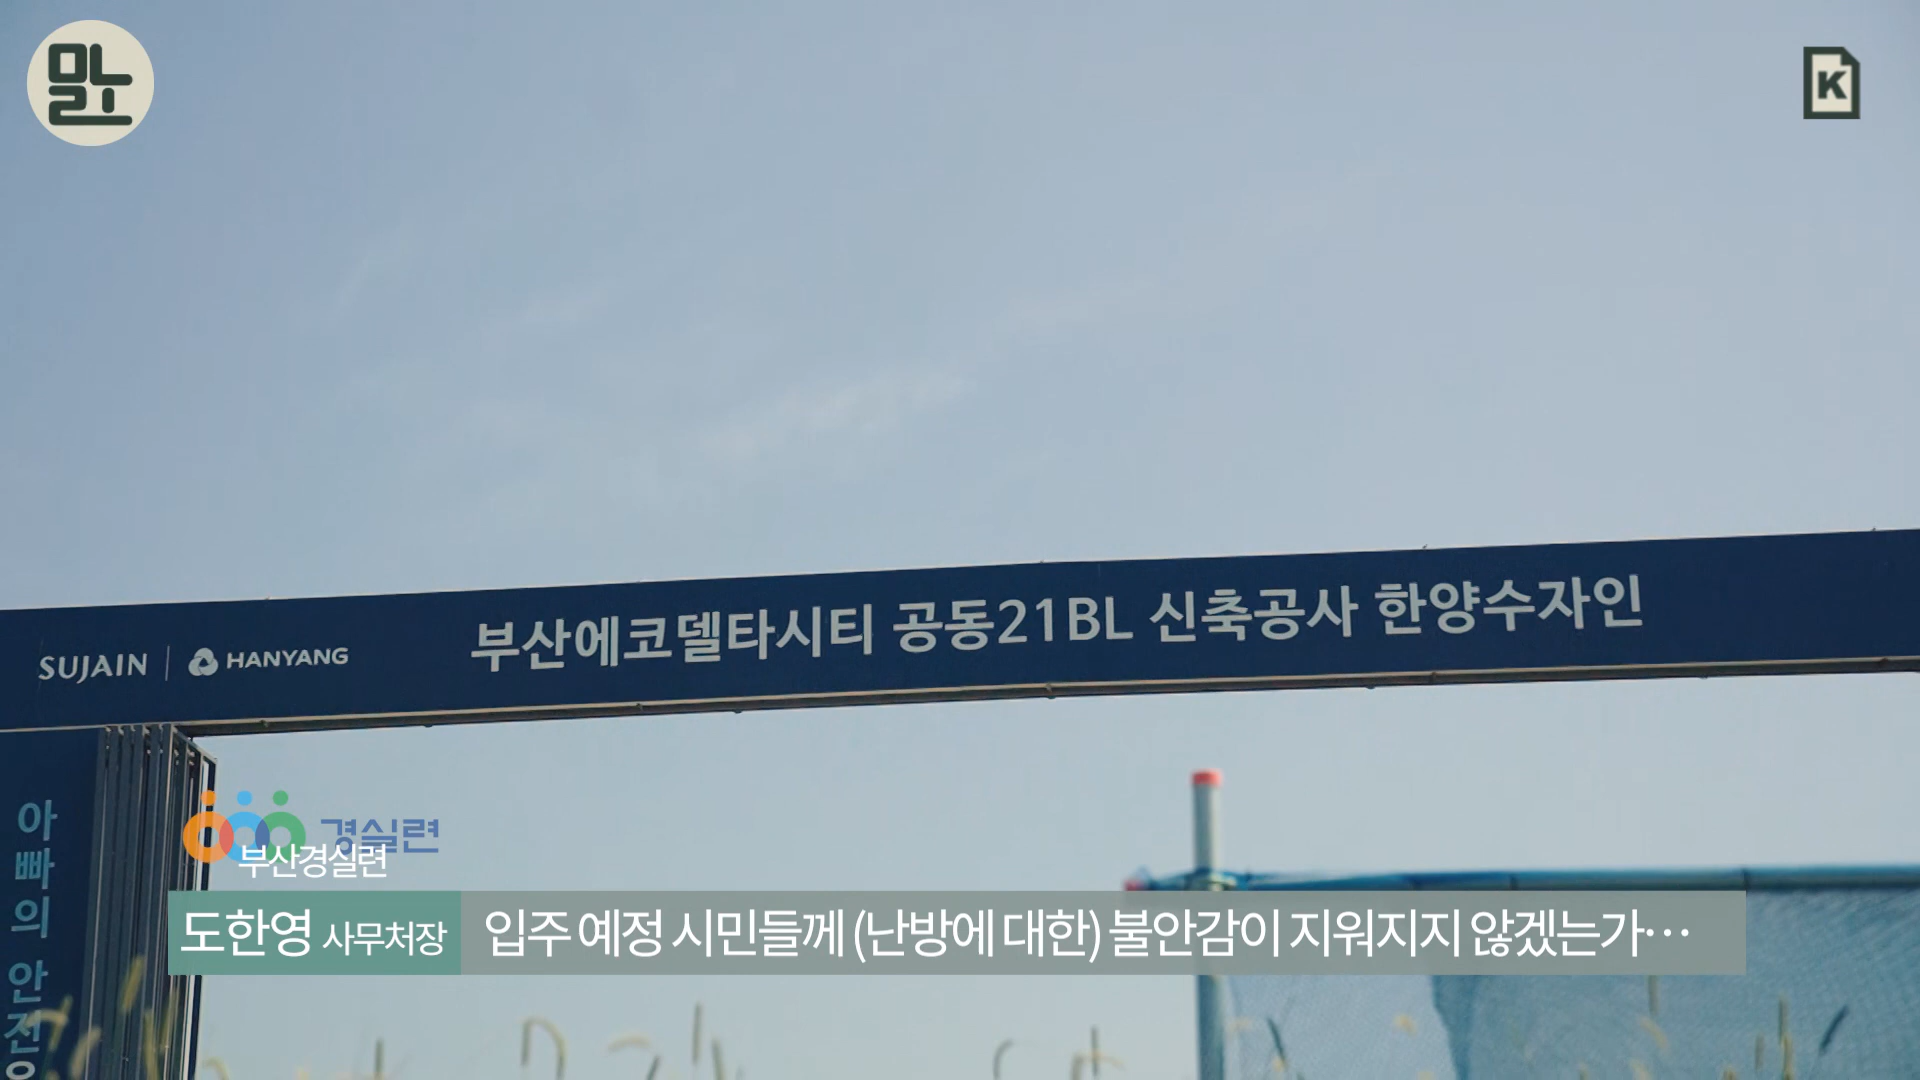 맑소
K
SUJAIN | HANYANG
부산에코델타시티 공동21BL 신축공사 한양수자인
아빠의 안전
경실련
부산경실련
도한영 사무처장
입주 예정 시민들께 (난방에 대한) 불안감이 지워지지 않겠는가…